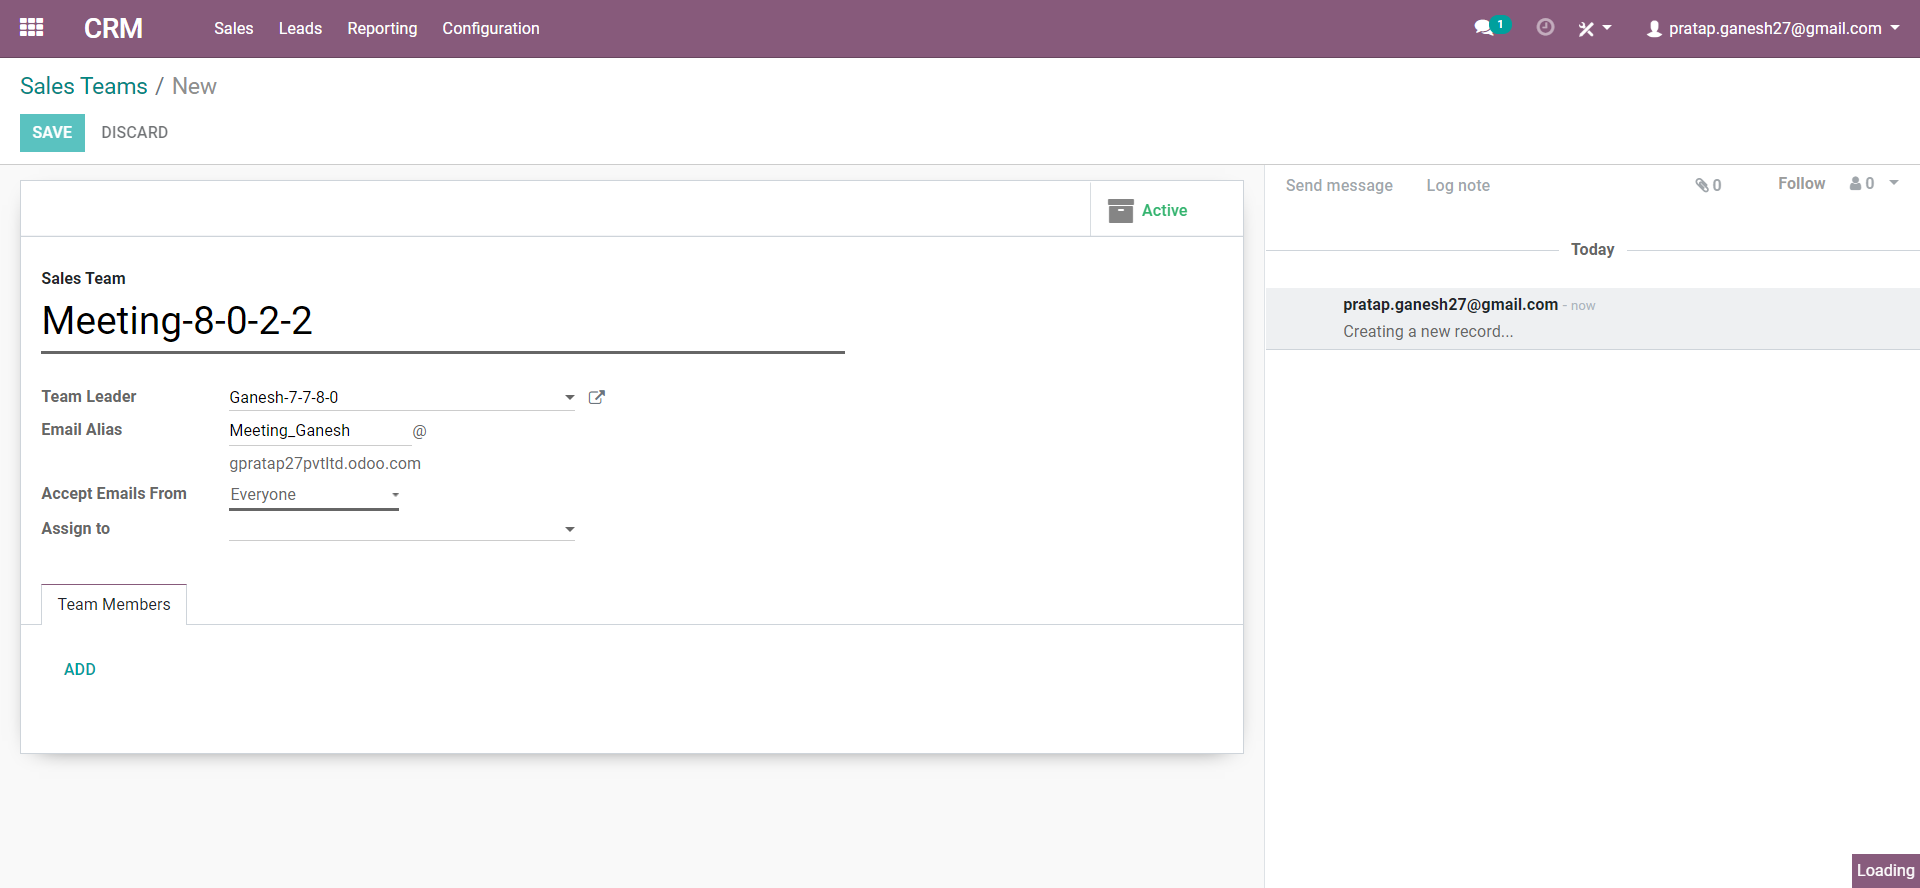 CRM Sales Leads Reporting Configuration 1 pratap.ganesh27@gmail.com
Sales Teams / New
SAVE DISCARD
Active
Sales Team
Meeting-8-0-2-2
Team Leader Ganesh-7-7-8-0
Email Alias Meeting_Ganesh @
gpratap27pvtltd.odoo.com
Accept Emails From Everyone
Assign to
Team Members
ADD
Send message Log note 0 Follow 0
Today
pratap.ganesh27@gmail.com - now
Creating a new record...
Loading